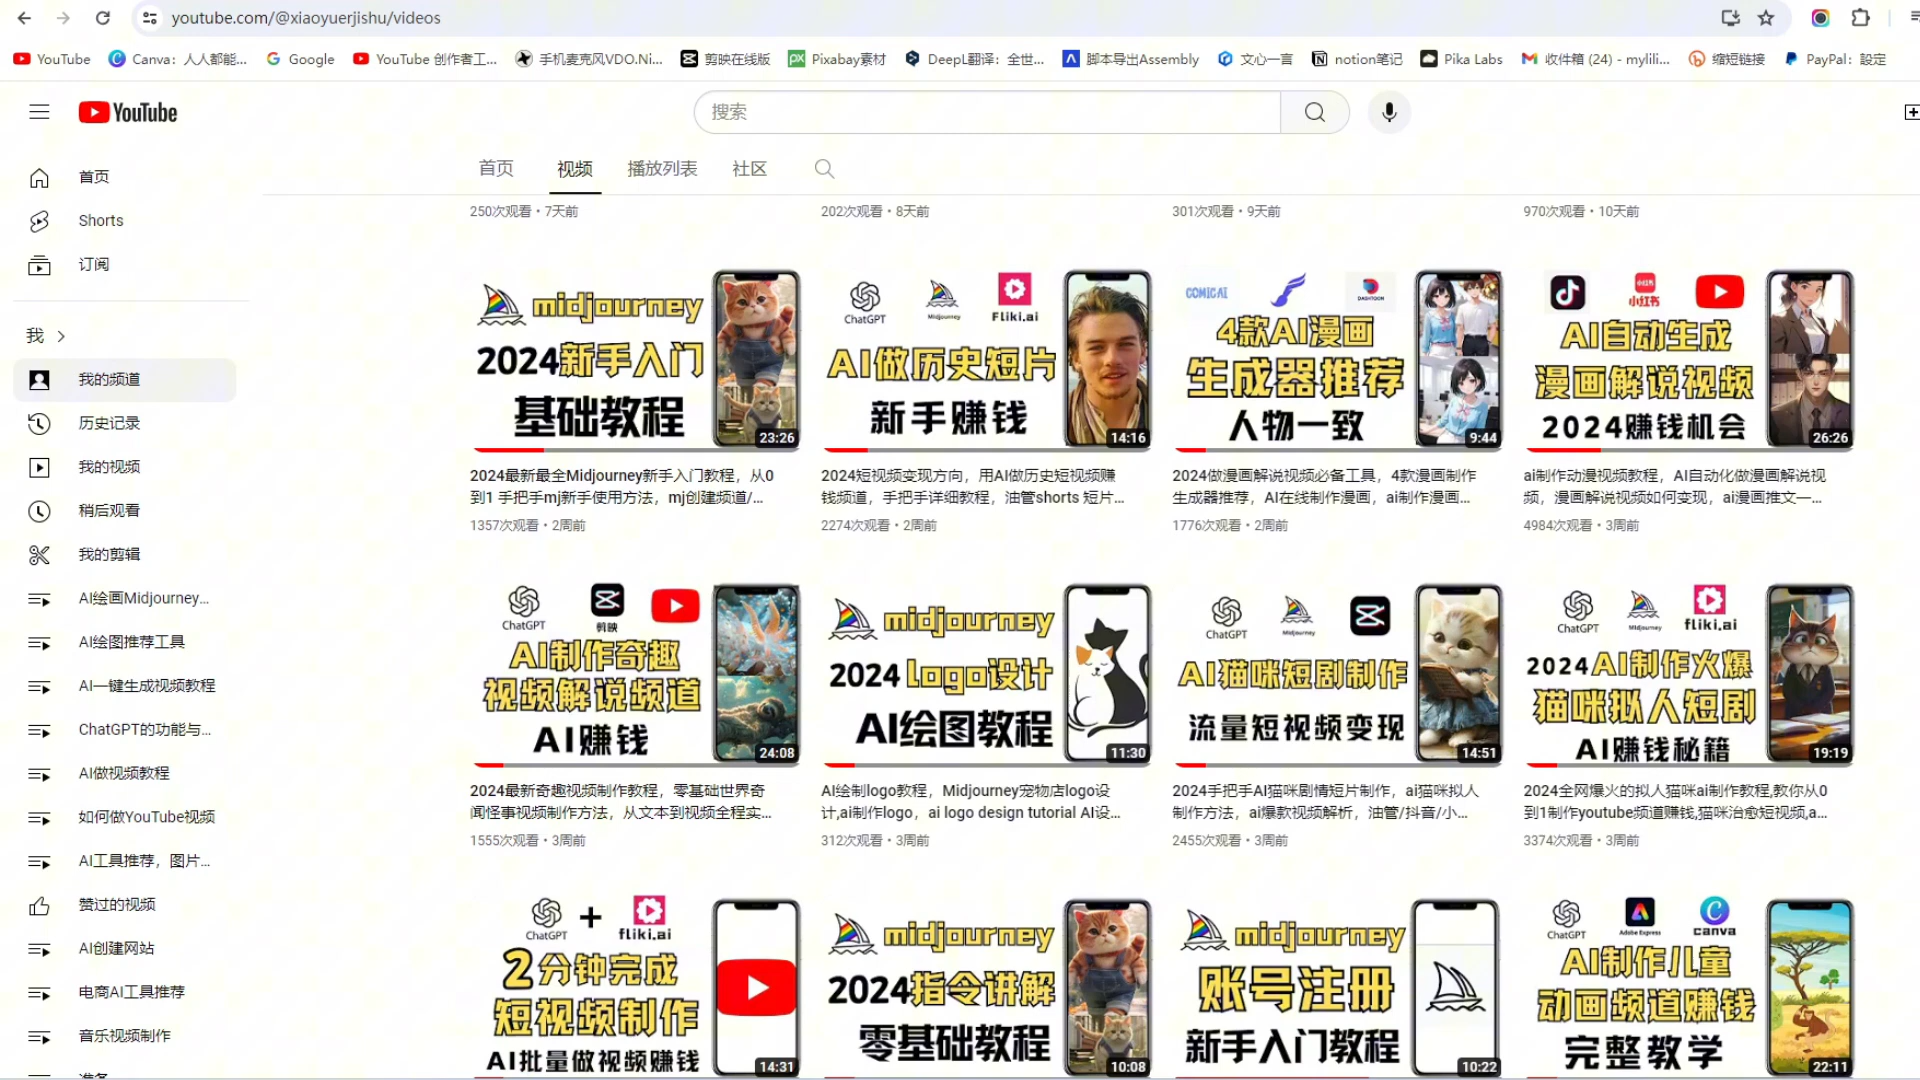 youtube.com/@xiaoyuerjishu/videos
YouTube
Canva：人人都能...
Google
YouTube 创作者工...
手机麦克风VDO.Ni...
剪映在线版
Pixabay素材
DeepL翻译：全世...
脚本导出Assembly
文心一言
notion笔记
Pika Labs
收件箱 (24) - mylili...
缩短链接
PayPal：設定
YouTube
搜索
首页
视频
播放列表
社区
首页
Shorts
订阅
我
我的频道
历史记录
我的视频
稍后观看
我的剪辑
AI绘画Midjourney...
AI绘图推荐工具
AI一键生成视频教程
ChatGPT的功能与...
AI做视频教程
如何做YouTube视频
AI工具推荐，图片...
赞过的视频
AI创建网站
电商AI工具推荐
音乐视频制作
250次观看・7天前
202次观看・8天前
301次观看・9天前
970次观看・10天前
midjourney
2024新手入门
基础教程
23:26
2024最新最全Midjourney新手入门教程，从0
到1 手把手mj新手使用方法，mj创建频道/...
1357次观看・2周前
ChatGPT
Midjourney
Fliki.ai
AI做历史短片
新手赚钱
14:16
2024短视频变现方向，用AI做历史短视频赚
钱频道，手把手详细教程，油管shorts 短片...
2274次观看・2周前
COMICAI
DASHTOON
4款AI漫画
生成器推荐
人物一致
9:44
2024做漫画解说视频必备工具，4款漫画制作
生成器推荐，AI在线制作漫画，ai制作漫画...
1776次观看・2周前
小红书
小红书
AI自动生成
漫画解说视频
2024赚钱机会
26:26
ai制作动漫视频教程，AI自动化做漫画解说视
频，漫画解说视频如何变现，ai漫画推文一...
4984次观看・3周前
ChatGPT
剪映
AI制作奇趣
视频解说频道
AI赚钱
24:08
2024最新奇趣视频制作教程，零基础世界奇
闻怪事视频制作方法，从文本到视频全程实...
1555次观看・3周前
midjourney
2024 logo设计
AI绘图教程
11:30
AI绘制logo教程，Midjourney宠物店logo设
计,ai制作logo，ai logo design tutorial AI设...
312次观看・3周前
ChatGPT
Midjourney
AI猫咪短剧制作
流量短视频变现
14:51
2024手把手AI猫咪剧情短片制作，ai猫咪拟人
制作方法，ai爆款视频解析，油管/抖音/小...
2455次观看・3周前
ChatGPT
Midjourney
fliki.ai
2024 AI制作火爆
猫咪拟人短剧
AI赚钱秘籍
19:19
2024全网爆火的拟人猫咪ai制作教程,教你从0
到1制作youtube频道赚钱,猫咪治愈短视频,a...
3374次观看・3周前
ChatGPT
+
fliki.ai
2分钟完成
短视频制作
AI批量做视频赚钱
14:31
midjourney
2024指令讲解
零基础教程
10:08
midjourney
账号注册
新手入门教程
10:22
ChatGPT
Adobe Express
Canva
AI制作儿童
动画频道赚钱
完整教学
22:11